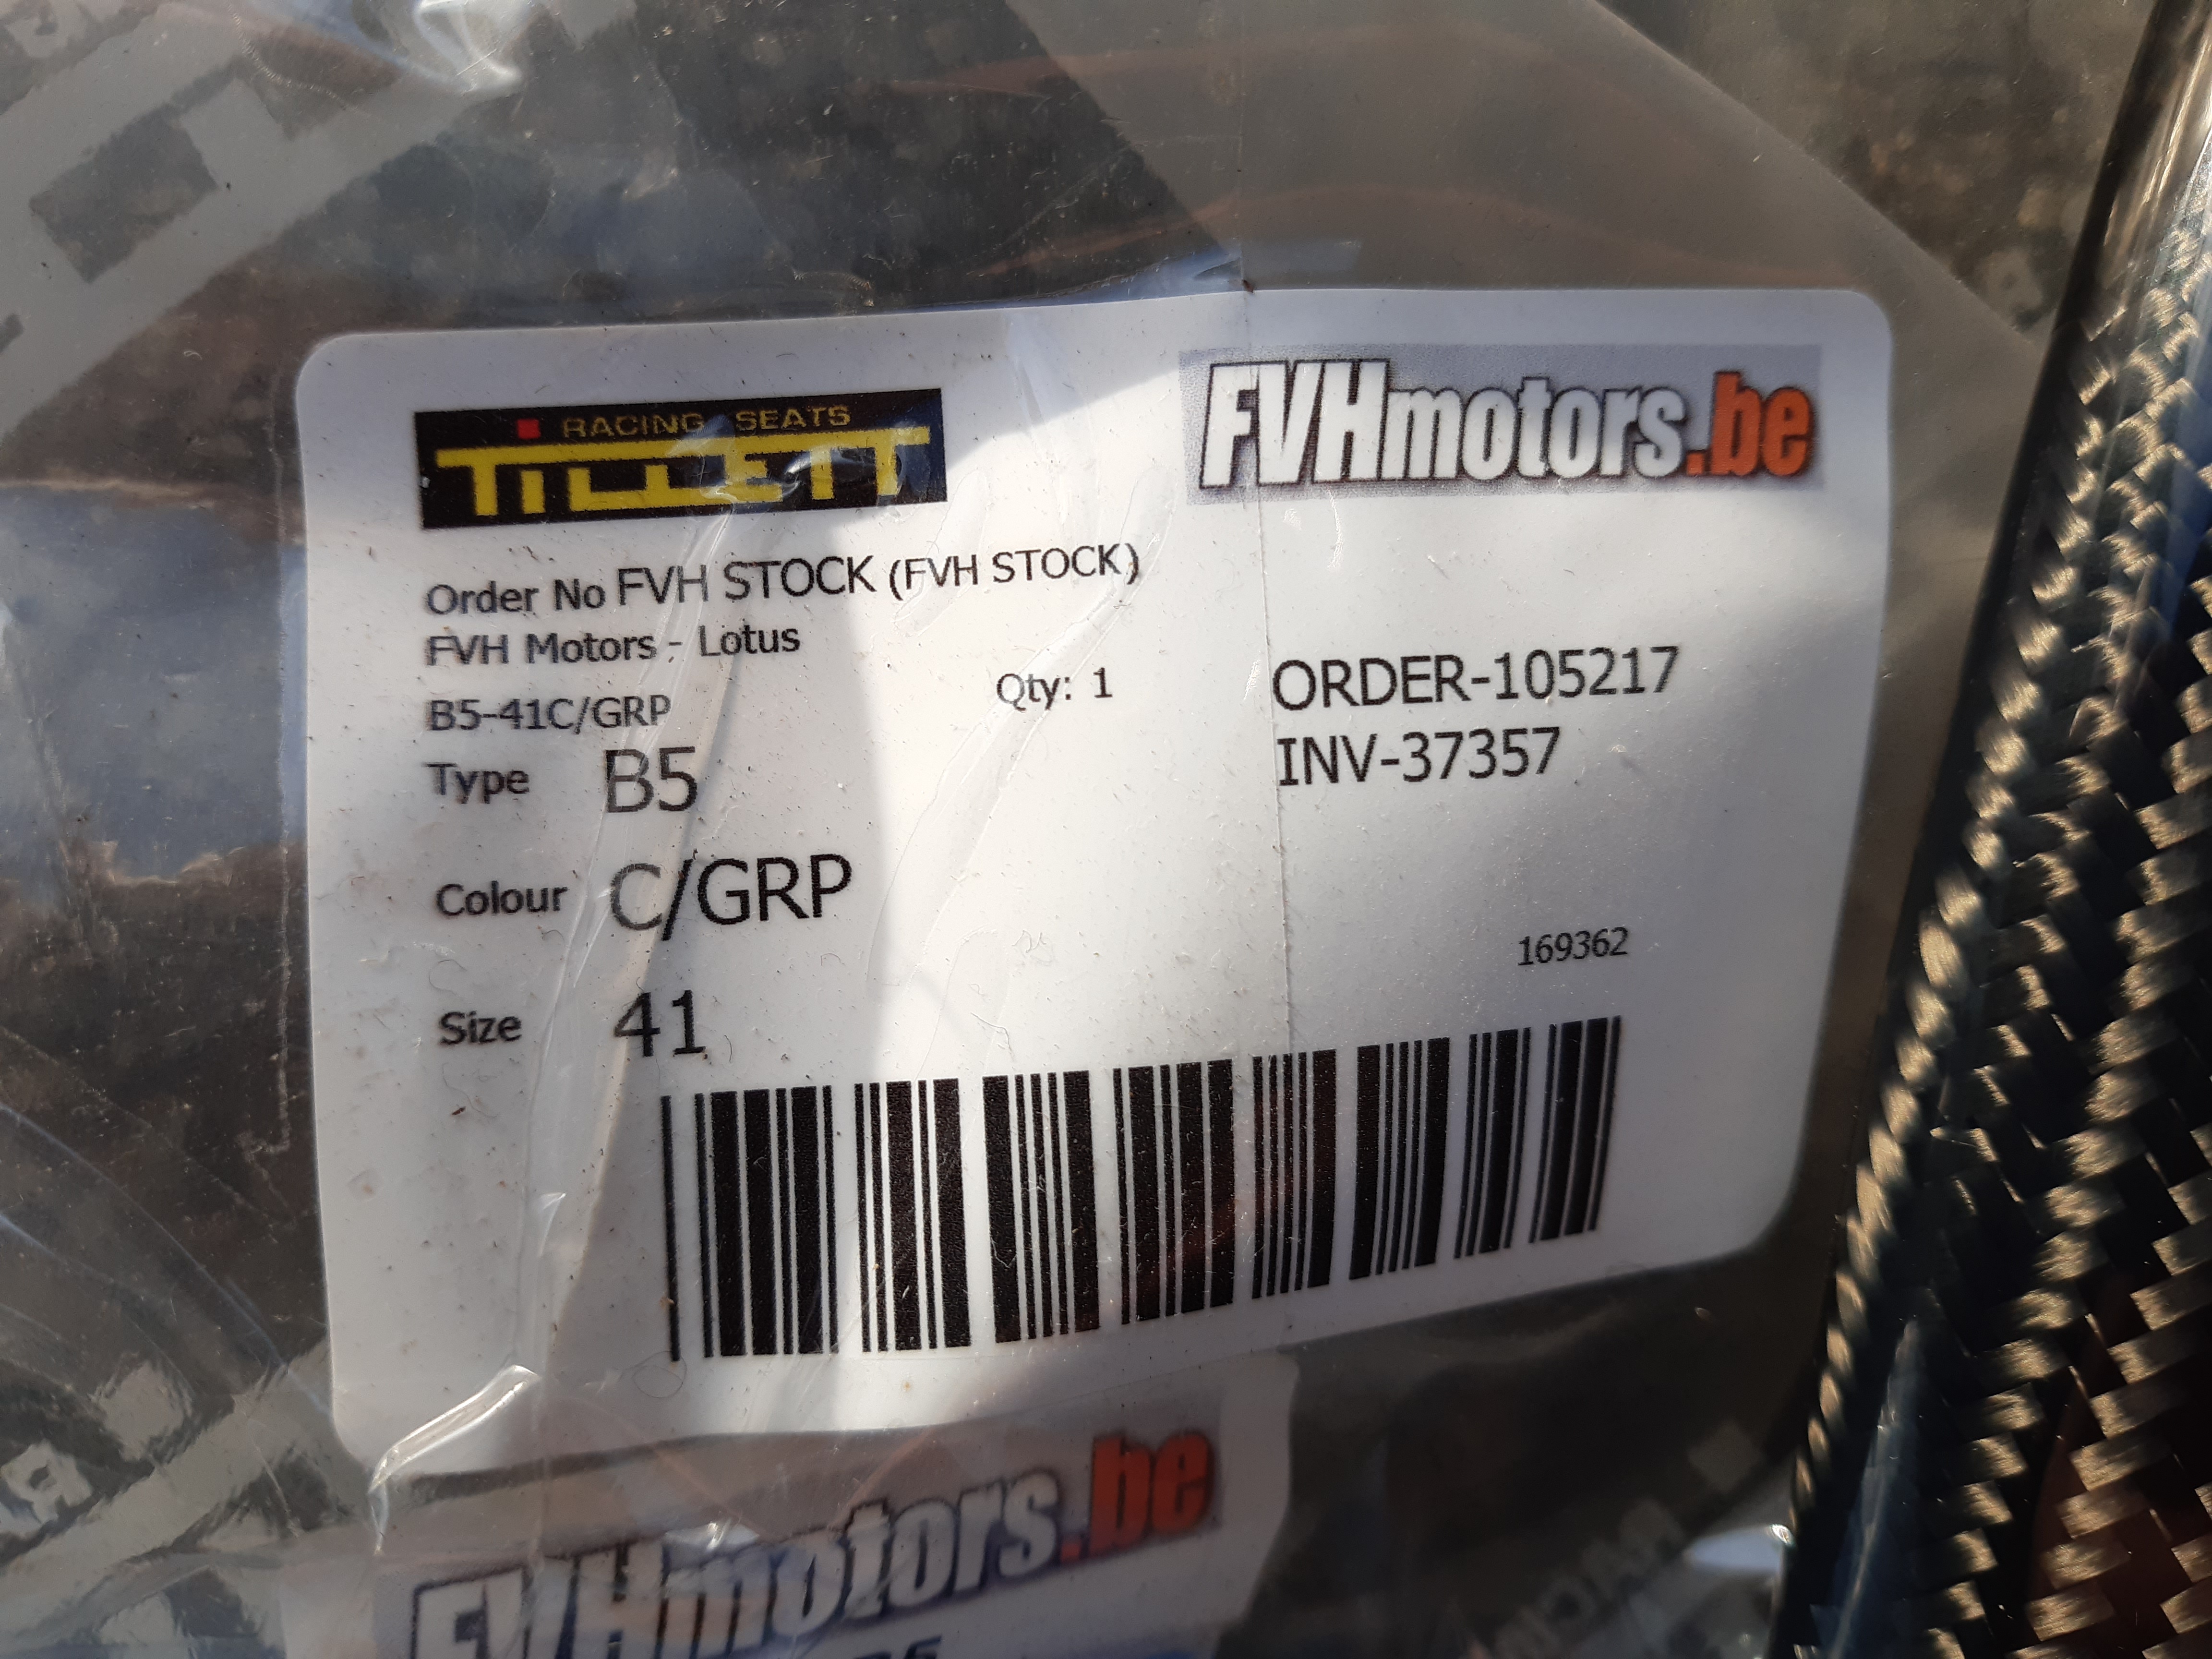 RACING SEATS
TILLETT
FVHmotors.be
Order No FVH STOCK (FVH STOCK)
FVH Motors - Lotus
B5-41C/GRP
Qty: 1
ORDER-105217
INV-37357
Type B5
Colour C/GRP
169362
Size 41
FVHmotors.be